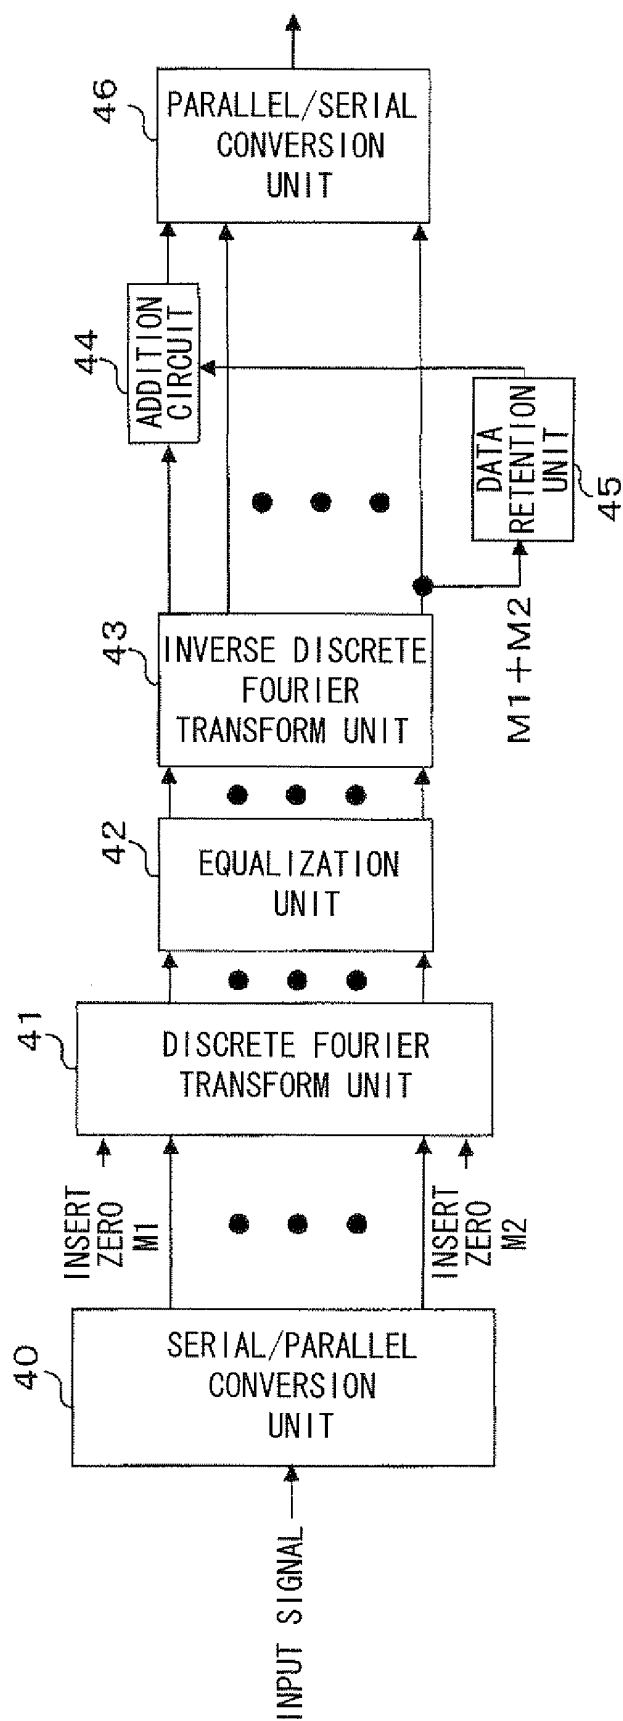 46
PARALLEL/SERIAL
CONVERSION
UNIT
44
ADDITION
CIRCUIT
DATA
RETENTION
UNIT
45
43
INVERSE DISCRETE
FOURIER
TRANSFORM UNIT
M1+M2
42
EQUALIZATION
UNIT
41
DISCRETE FOURIER
TRANSFORM UNIT
INSERT
ZERO
M1
INSERT
ZERO
M2
40
SERIAL/PARALLEL
CONVERSION
UNIT
INPUT SIGNAL